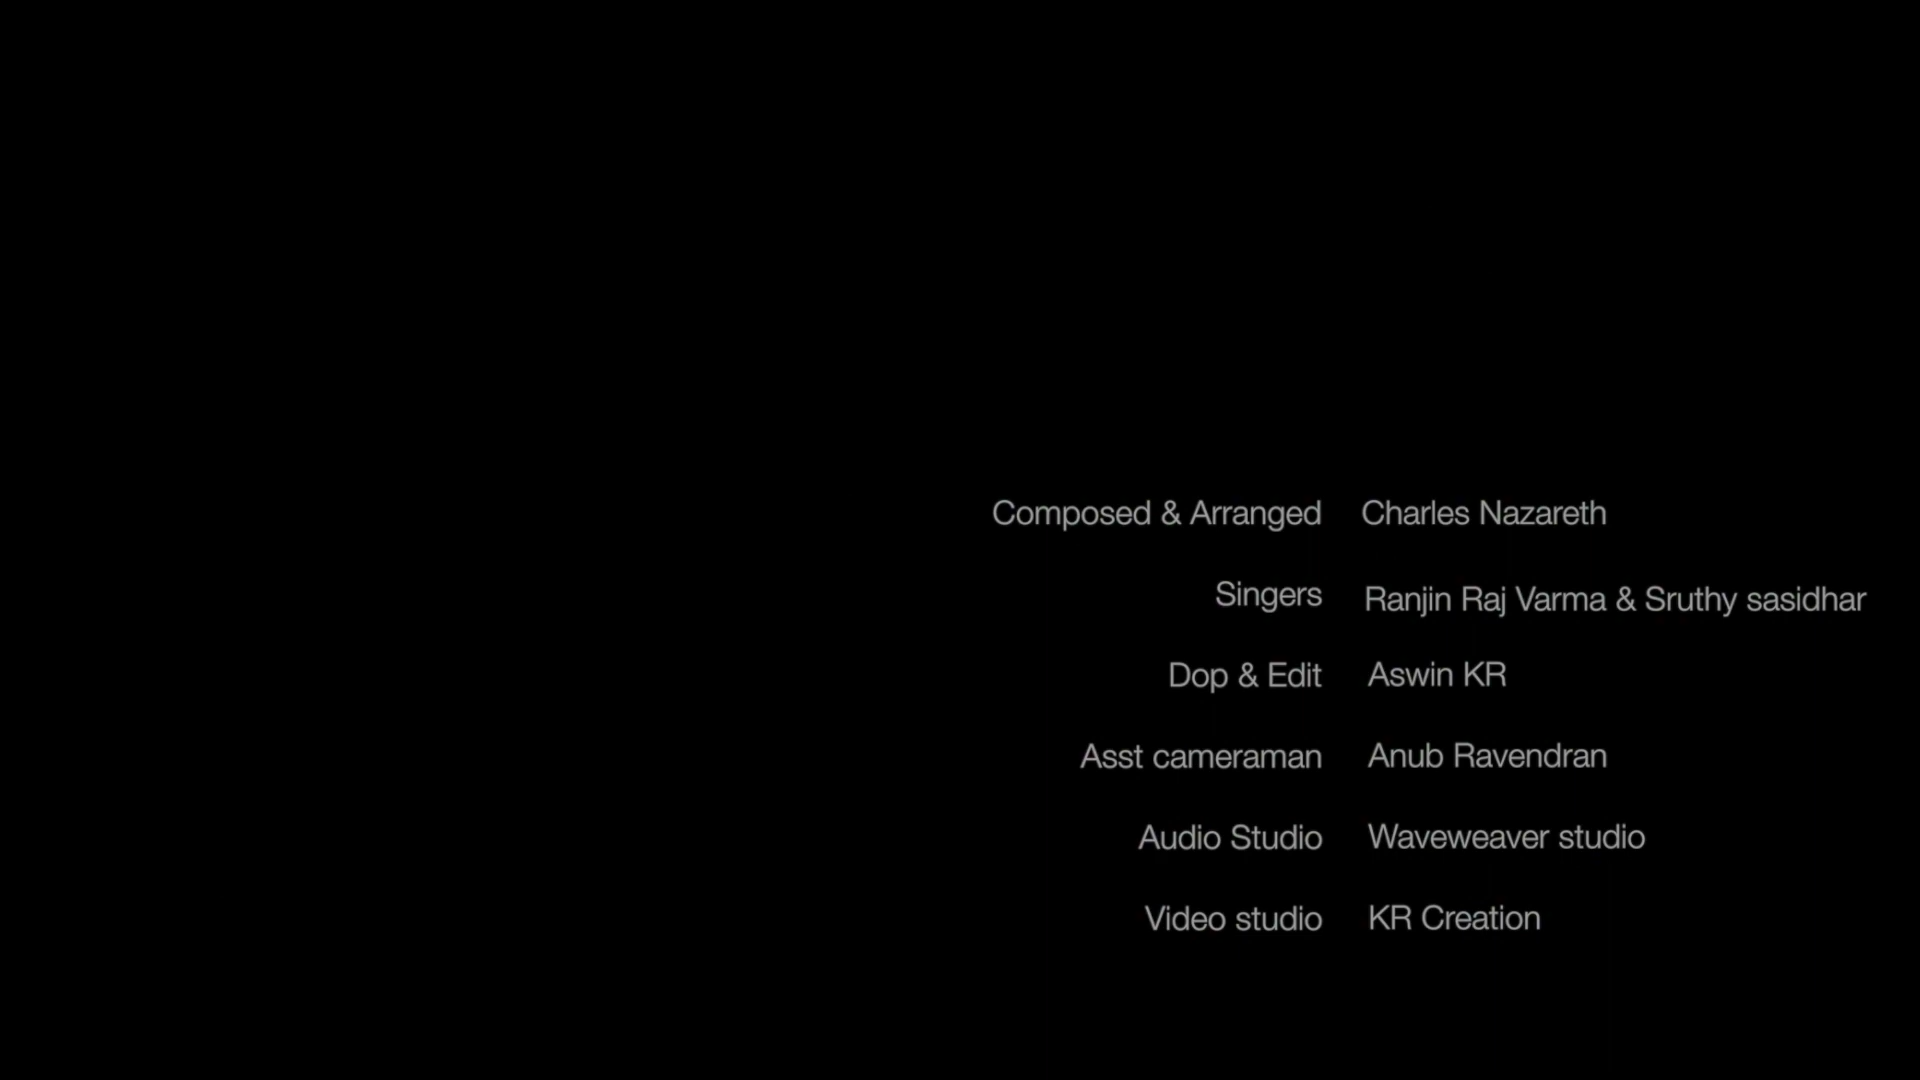 Composed & Arranged Charles Nazareth
Singers Ranjin Raj Varma & Sruthy sasidhar
Dop & Edit Aswin KR
Asst cameraman Anub Ravendran
Audio Studio Waveweaver studio
Video studio KR Creation